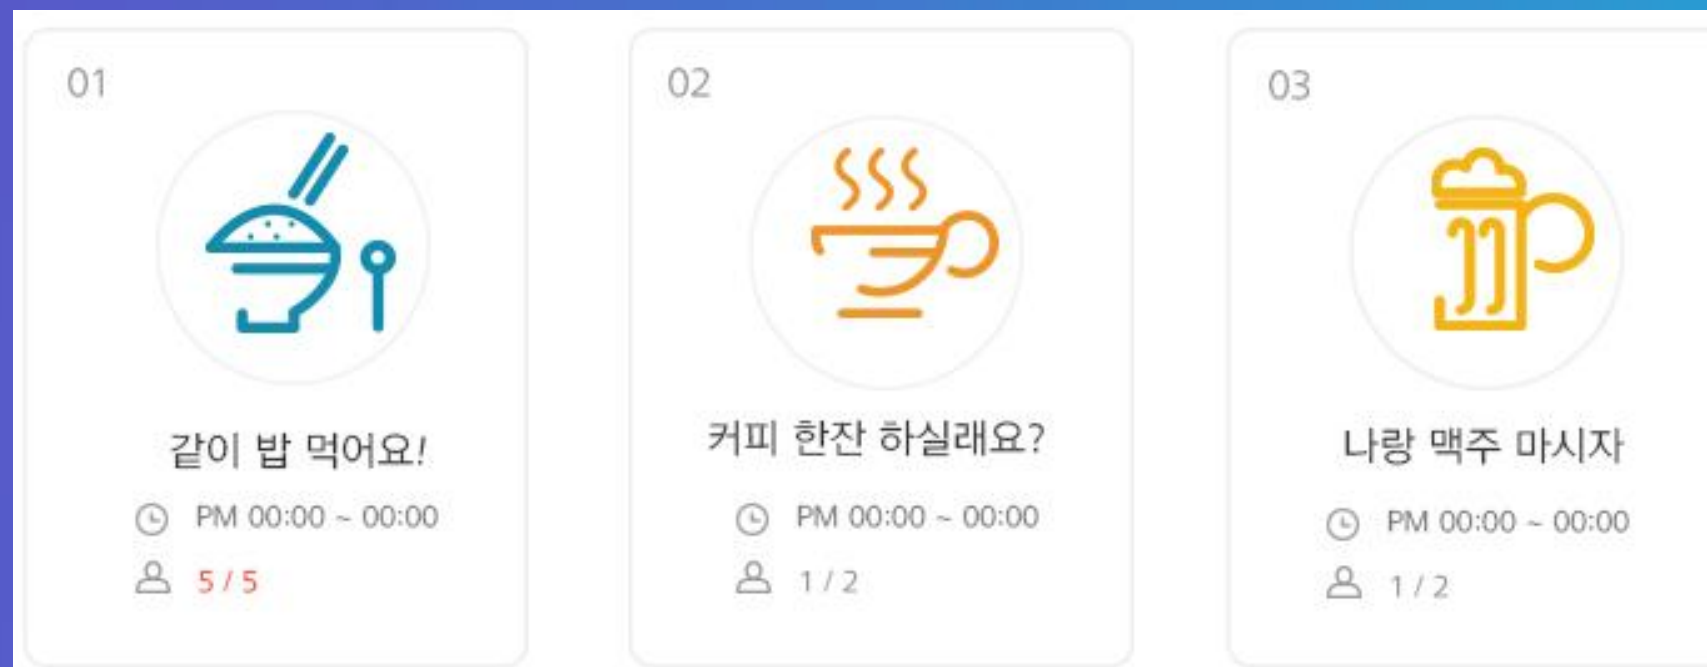 01
같이 밥 먹어요!
PM 00:00 ~ 00:00
5 / 5
02
커피 한잔 하실래요?
PM 00:00 ~ 00:00
1 / 2
03
나랑 맥주 마시자
PM 00:00 ~ 00:00
1 / 2